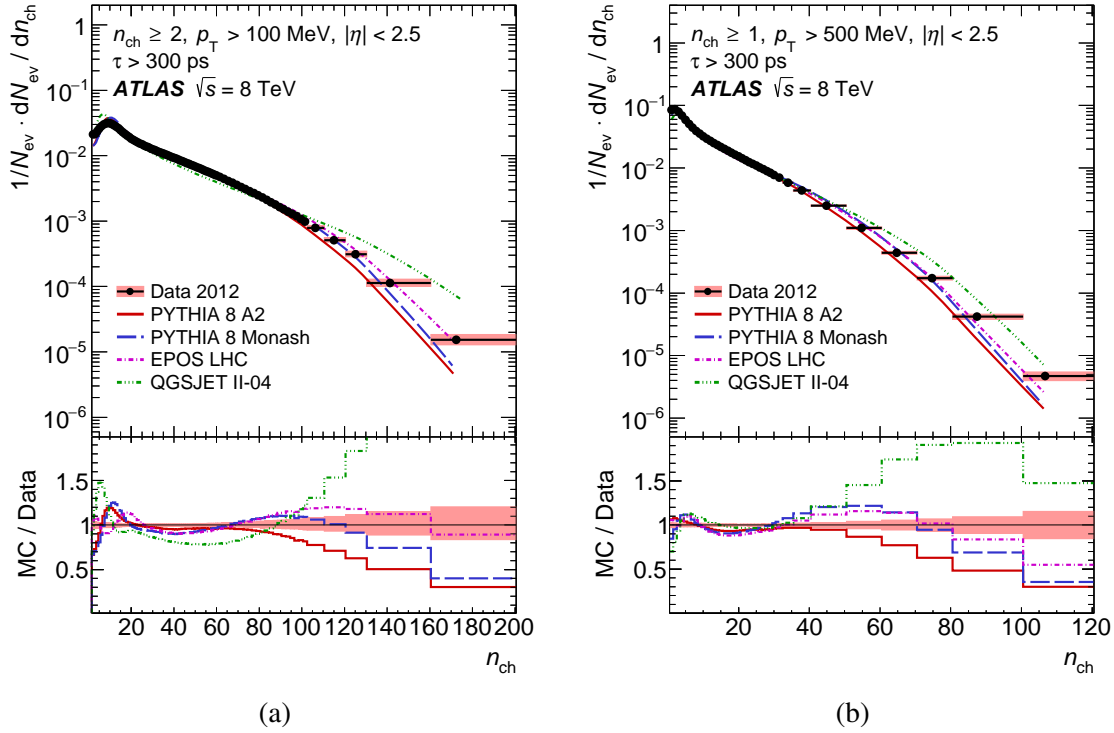 n_ch ≥ 2, p_T > 100 MeV, |η| < 2.5
τ > 300 ps
ATLAS √s = 8 TeV
1/N_ev · dN_ev / dn_ch
10⁻¹
10⁻²
10⁻³
10⁻⁴
10⁻⁵
10⁻⁶
1
Data 2012
PYTHIA 8 A2
PYTHIA 8 Monash
EPOS LHC
QGSJET II-04
MC / Data
1.5
1
0.5
20 40 60 80 100 120 140 160 180 200
n_ch
(a)
n_ch ≥ 1, p_T > 500 MeV, |η| < 2.5
τ > 300 ps
ATLAS √s = 8 TeV
1/N_ev · dN_ev / dn_ch
1
10⁻¹
10⁻²
10⁻³
10⁻⁴
10⁻⁵
10⁻⁶
Data 2012
PYTHIA 8 A2
PYTHIA 8 Monash
EPOS LHC
QGSJET II-04
MC / Data
1.5
1
0.5
20 40 60 80 100 120
n_ch
(b)